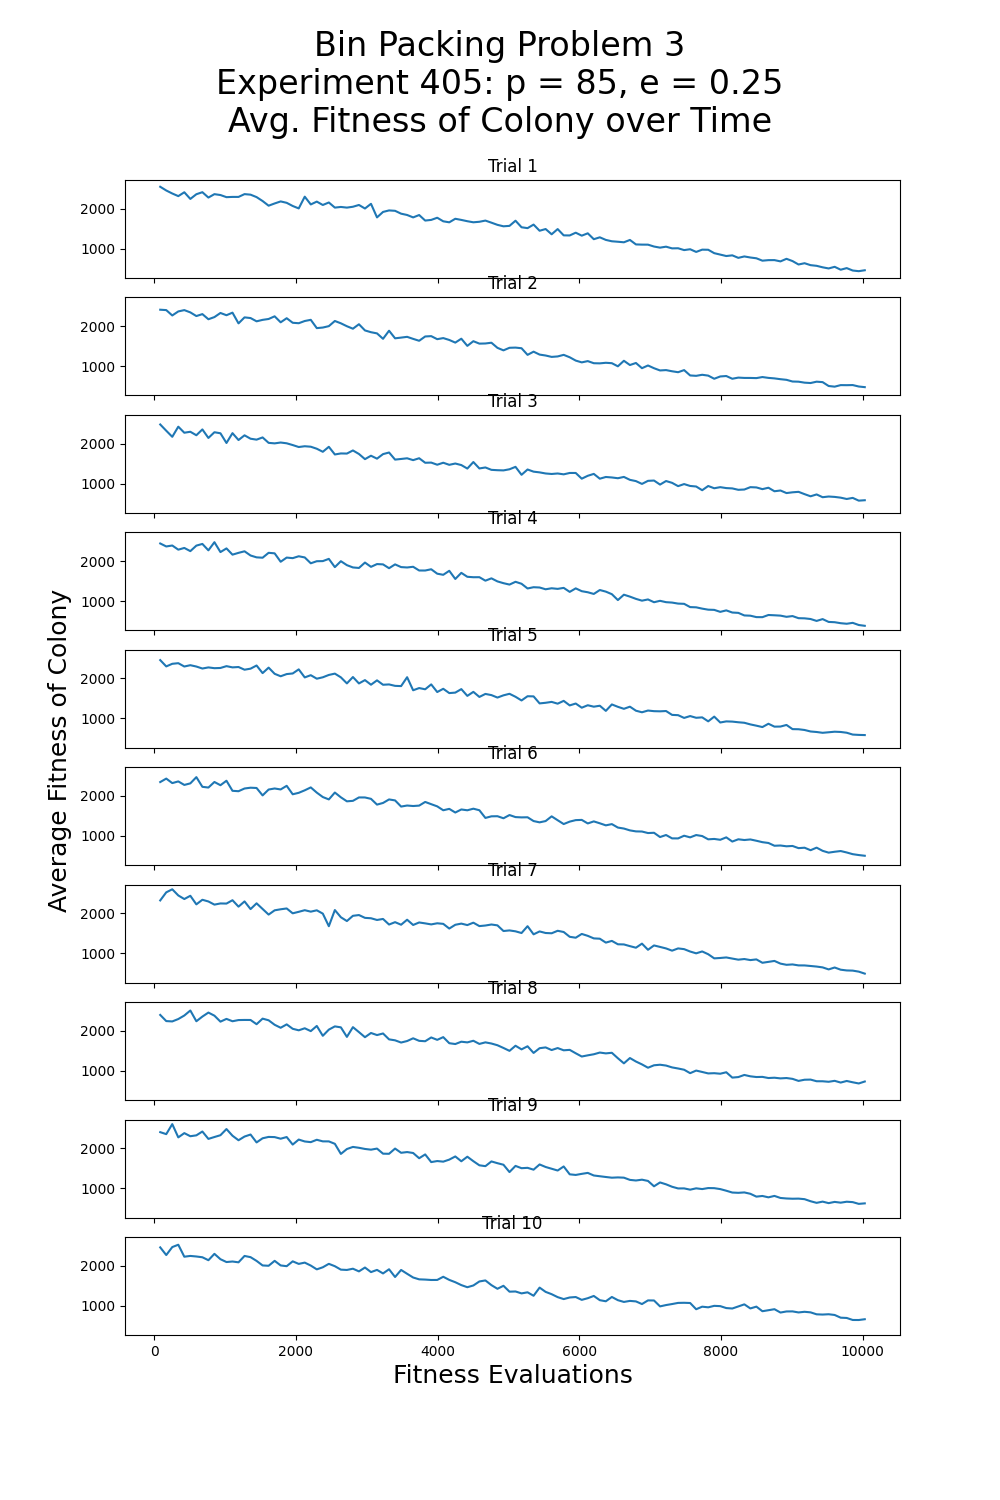 Bin Packing Problem 3
Experiment 405: p = 85, e = 0.25
Avg. Fitness of Colony over Time
Trial 1
2000
1000
Trial 2
2000
1000
Trial 3
2000
1000
Trial 4
2000
1000
Trial 5
2000
1000
Trial 6
2000
1000
Trial 7
2000
1000
Trial 8
2000
1000
Trial 9
2000
1000
Trial 10
2000
1000
0 2000 4000 6000 8000 10000
Fitness Evaluations
Average Fitness of Colony